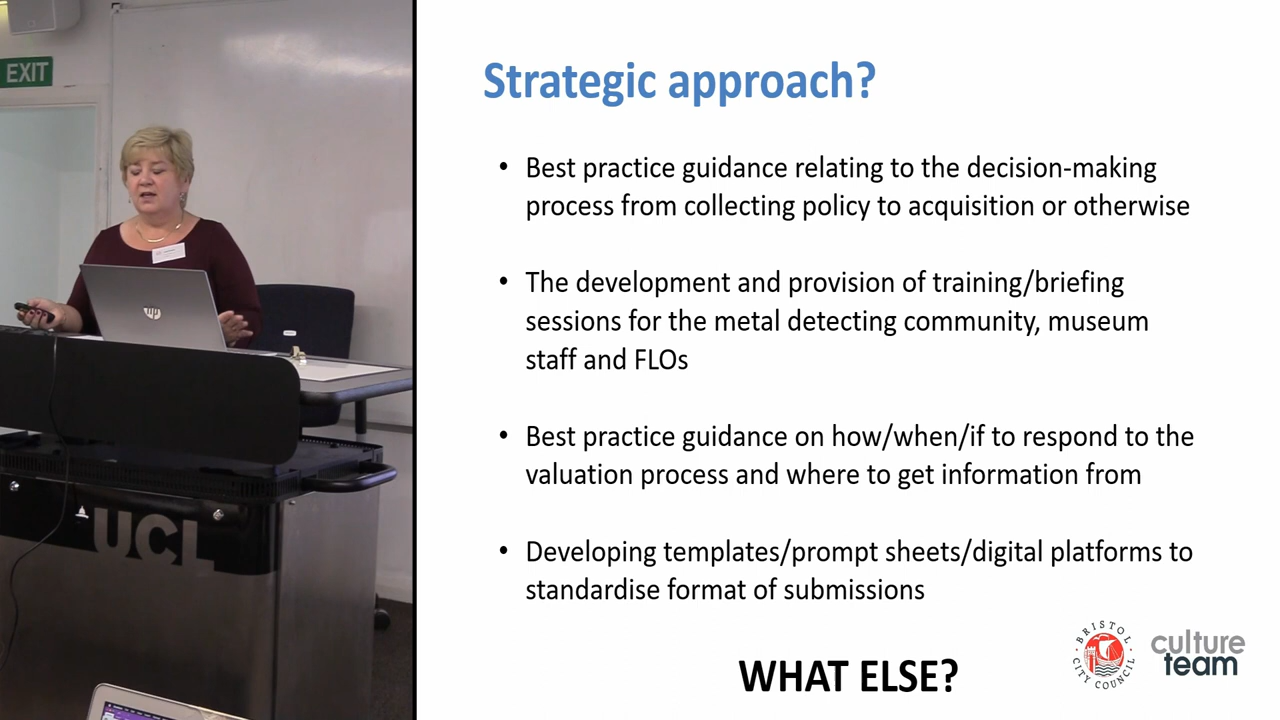 EXIT
hp
UCL
Strategic approach?
• Best practice guidance relating to the decision-making
process from collecting policy to acquisition or otherwise
• The development and provision of training/briefing
sessions for the metal detecting community, museum
staff and FLOs
• Best practice guidance on how/when/if to respond to the
valuation process and where to get information from
• Developing templates/prompt sheets/digital platforms to
standardise format of submissions
WHAT ELSE?
BRISTOL
CITY COUNCIL
culture
team